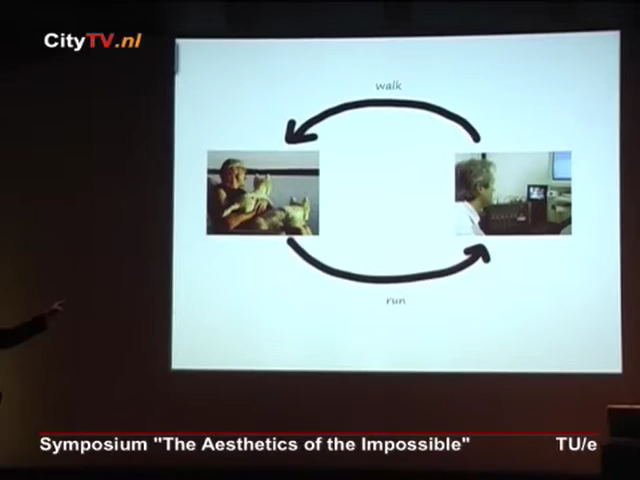 CityTV.nl
walk
run
Symposium "The Aesthetics of the Impossible" TU/e